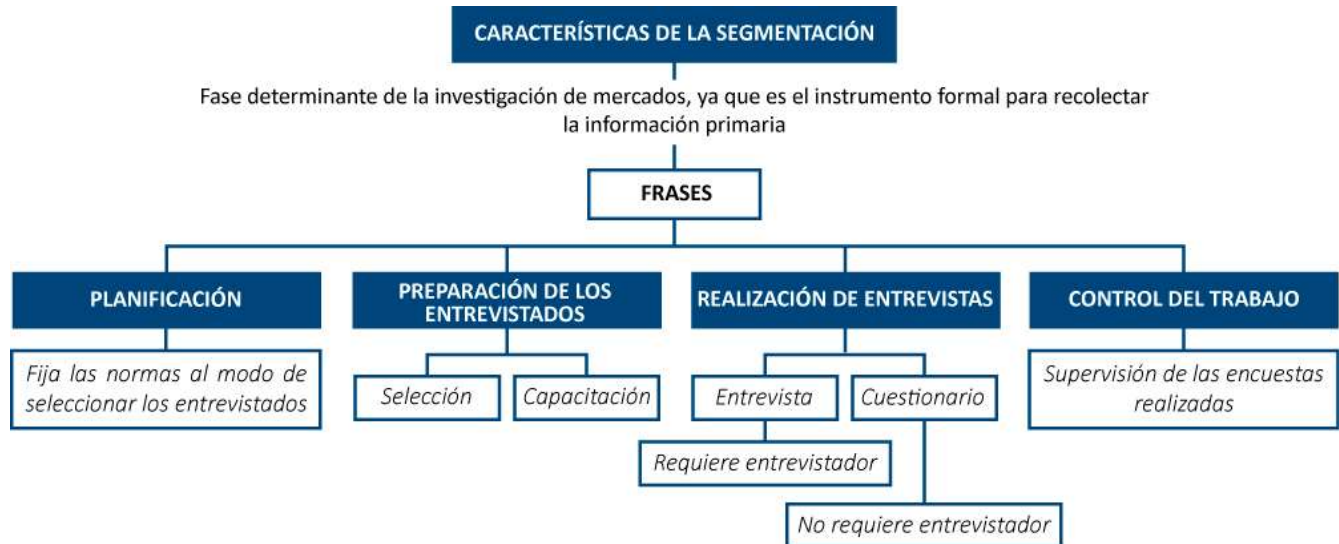 CARACTERÍSTICAS DE LA SEGMENTACIÓN
Fase determinante de la investigación de mercados, ya que es el instrumento formal para recolectar
la información primaria
FRASES
PLANIFICACIÓN
Fija las normas al modo de
seleccionar los entrevistados
PREPARACIÓN DE LOS
ENTREVISTADOS
Selección
Capacitación
REALIZACIÓN DE ENTREVISTAS
Entrevista
Cuestionario
Requiere entrevistador
No requiere entrevistador
CONTROL DEL TRABAJO
Supervisión de las encuestas
realizadas